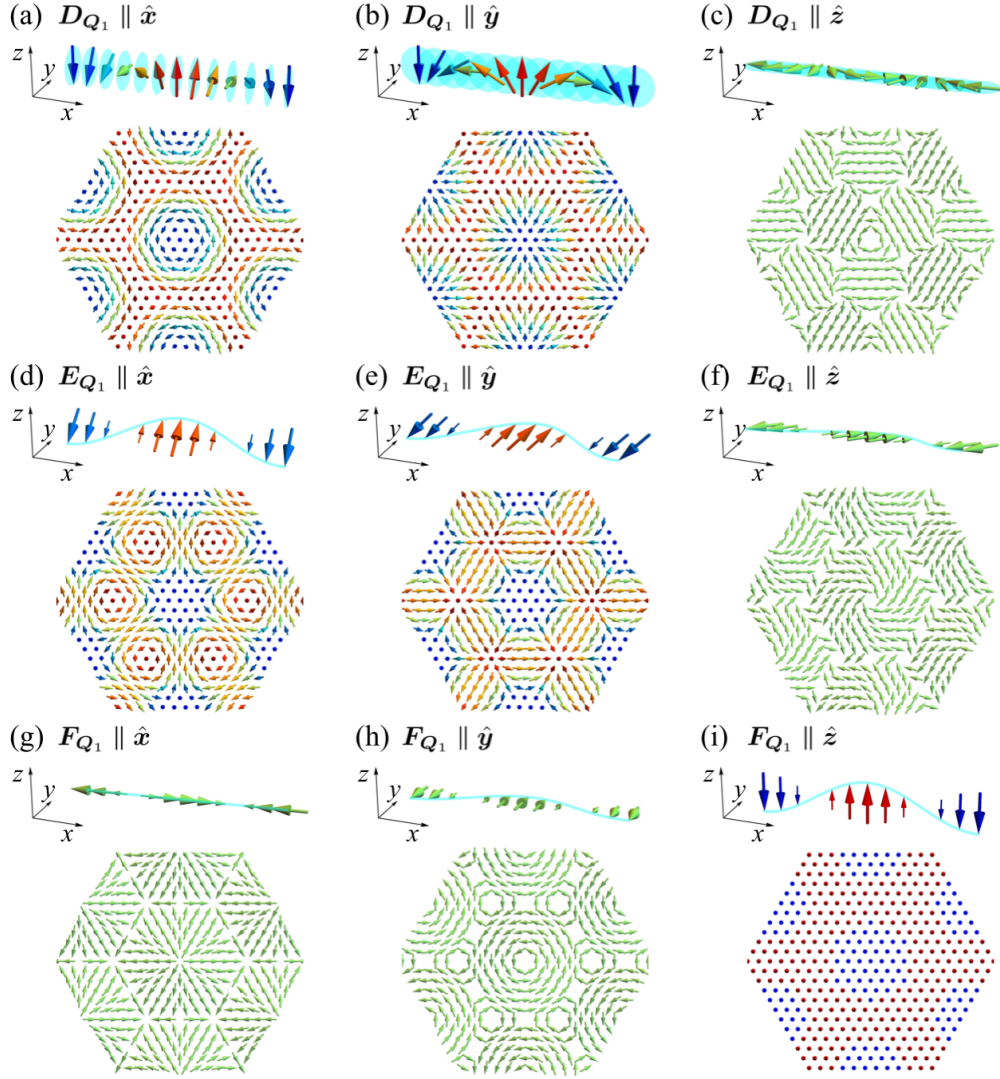 (a) D_Q₁ ∥ x̂
(b) D_Q₁ ∥ ŷ
(c) D_Q₁ ∥ ẑ
z y x
z y x
z y x
(d) E_Q₁ ∥ x̂
(e) E_Q₁ ∥ ŷ
(f) E_Q₁ ∥ ẑ
z y x
z y x
z y x
(g) F_Q₁ ∥ x̂
(h) F_Q₁ ∥ ŷ
(i) F_Q₁ ∥ ẑ
z y x
z y x
z y x